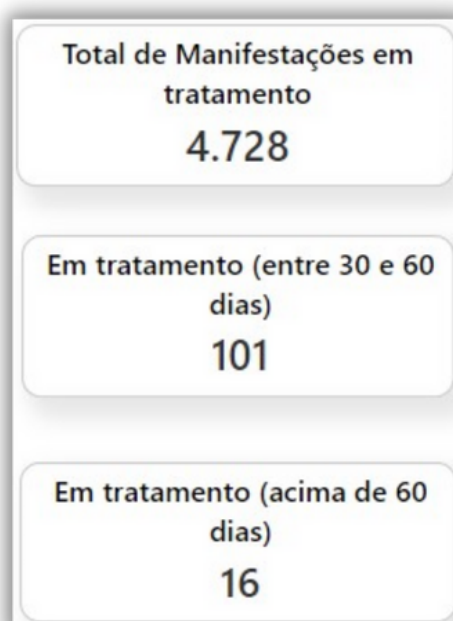 Total de Manifestações em
tratamento
4.728
Em tratamento (entre 30 e 60
dias)
101
Em tratamento (acima de 60
dias)
16